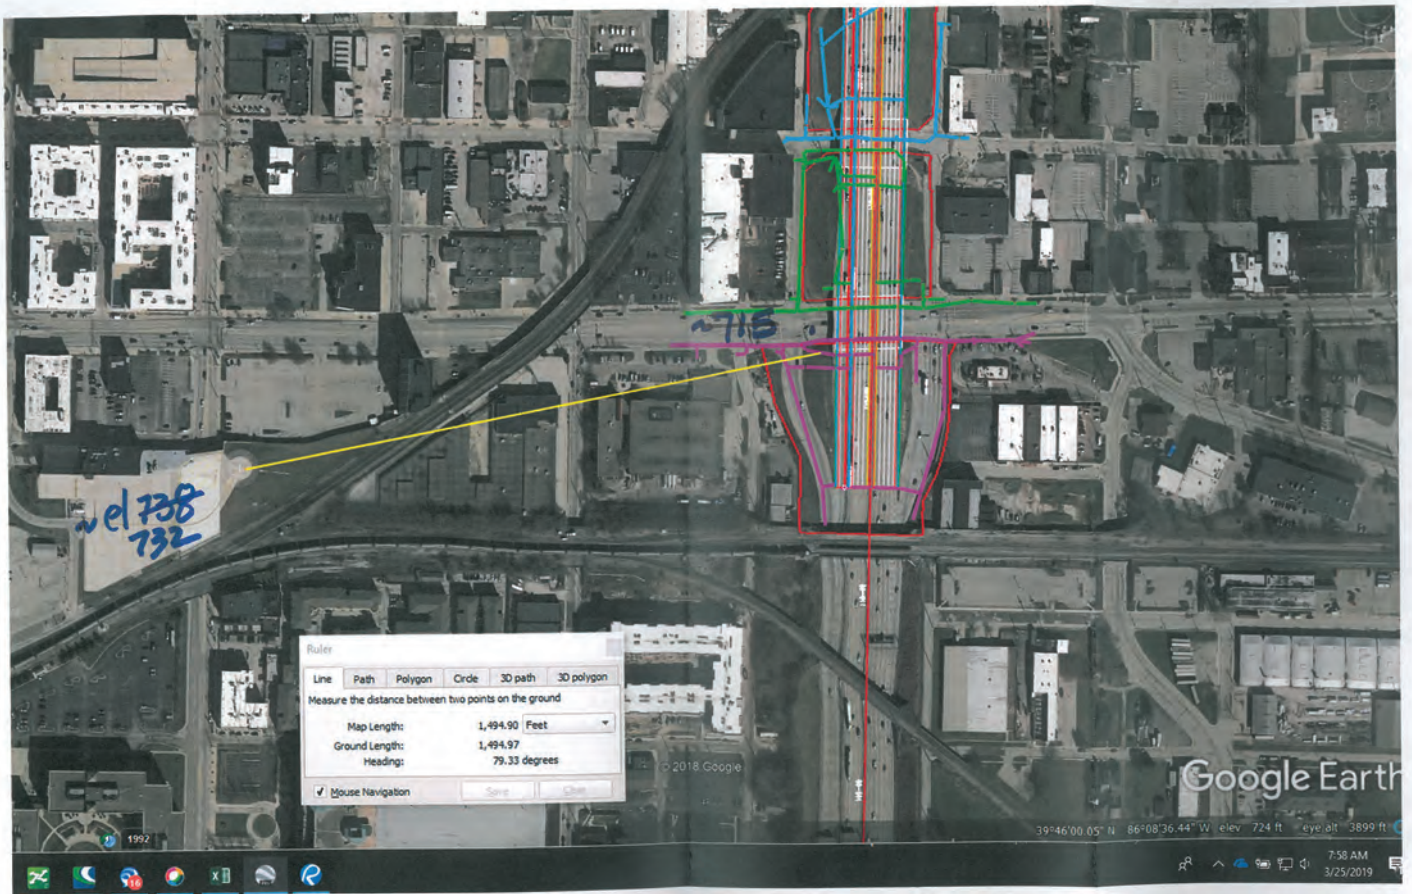 ~715
~el 738
732
Ruler
Line Path Polygon Circle 3D path 3D polygon
Measure the distance between two points on the ground
Map Length: 1,494.90 Feet
Ground Length: 1,494.97
Heading: 79.33 degrees
Mouse Navigation Save Clear
© 2018 Google
Google Earth
1992
39°46'00.05" N 86°08'36.44" W elev 724 ft eye alt 3899 ft
16
7:58 AM
3/25/2019